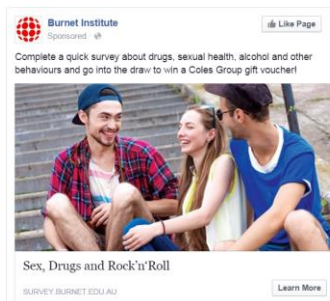 Burnet Institute
Like Page
Sponsored
Complete a quick survey about drugs, sexual health, alcohol and other
behaviours and go into the draw to win a Coles Group gift voucher!
Sex, Drugs and Rock'n'Roll
SURVEY.BURNET.EDU.AU
Learn More